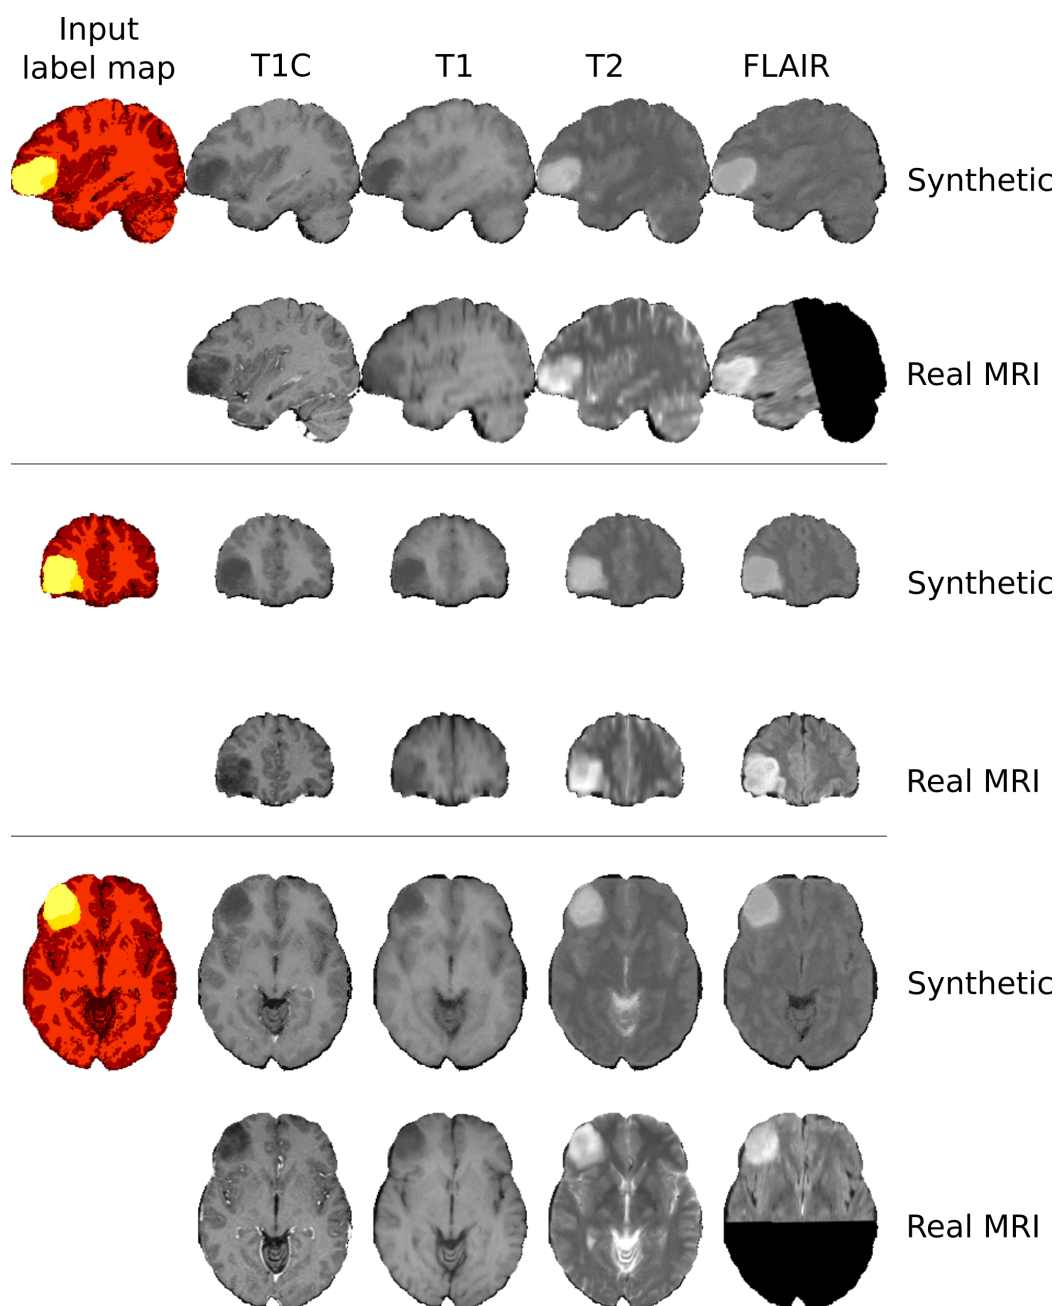 Input
label map
T1C
T1
T2
FLAIR
Synthetic
Real MRI
Synthetic
Real MRI
Synthetic
Real MRI